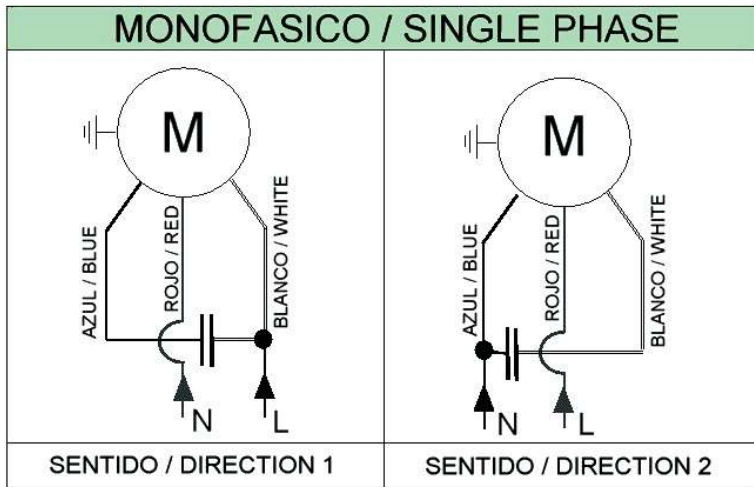 MONOFASICO / SINGLE PHASE
M
AZUL / BLUE
ROJO / RED
BLANCO / WHITE
N
L
SENTIDO / DIRECTION 1
M
AZUL / BLUE
ROJO / RED
BLANCO / WHITE
N
L
SENTIDO / DIRECTION 2